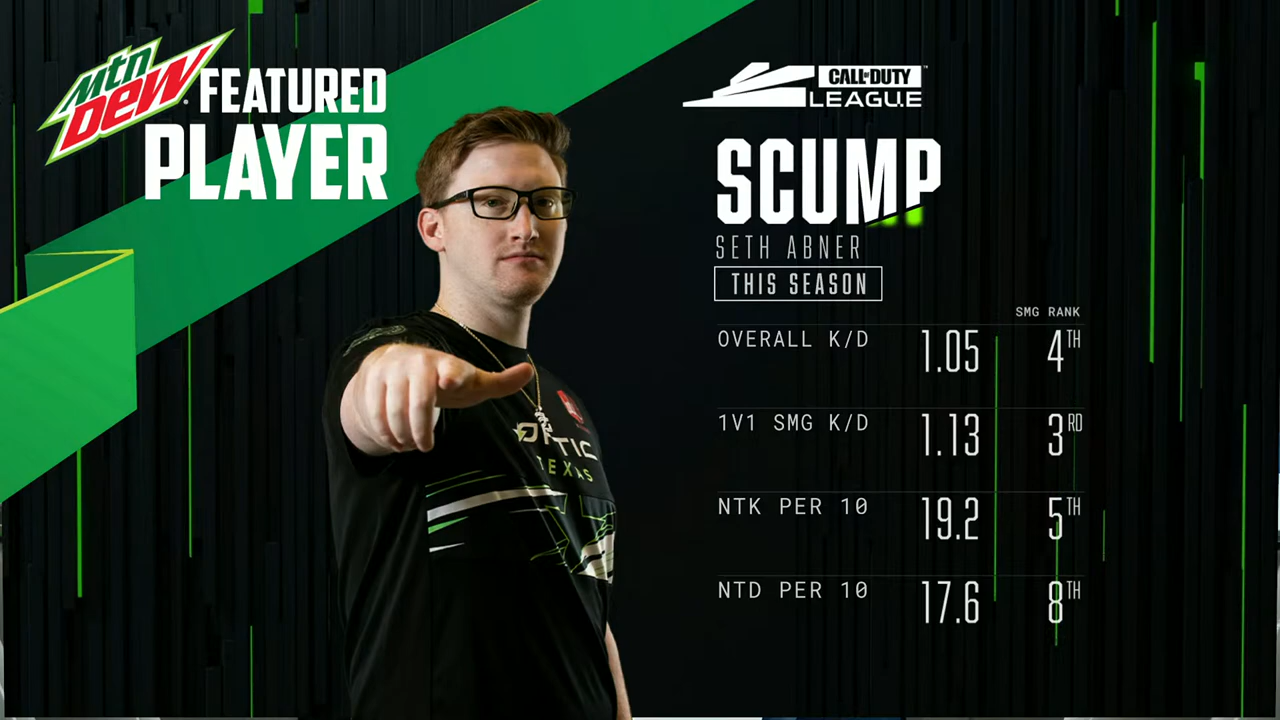 Mtn
DEW
FEATURED
PLAYER
CALL OF DUTY
LEAGUE
SCUMP
SETH ABNER
THIS SEASON
SMG RANK
OVERALL K/D 1.05 4TH
1V1 SMG K/D 1.13 3RD
NTK PER 10 19.2 5TH
NTD PER 10 17.6 8TH
OPTIC
TEXAS